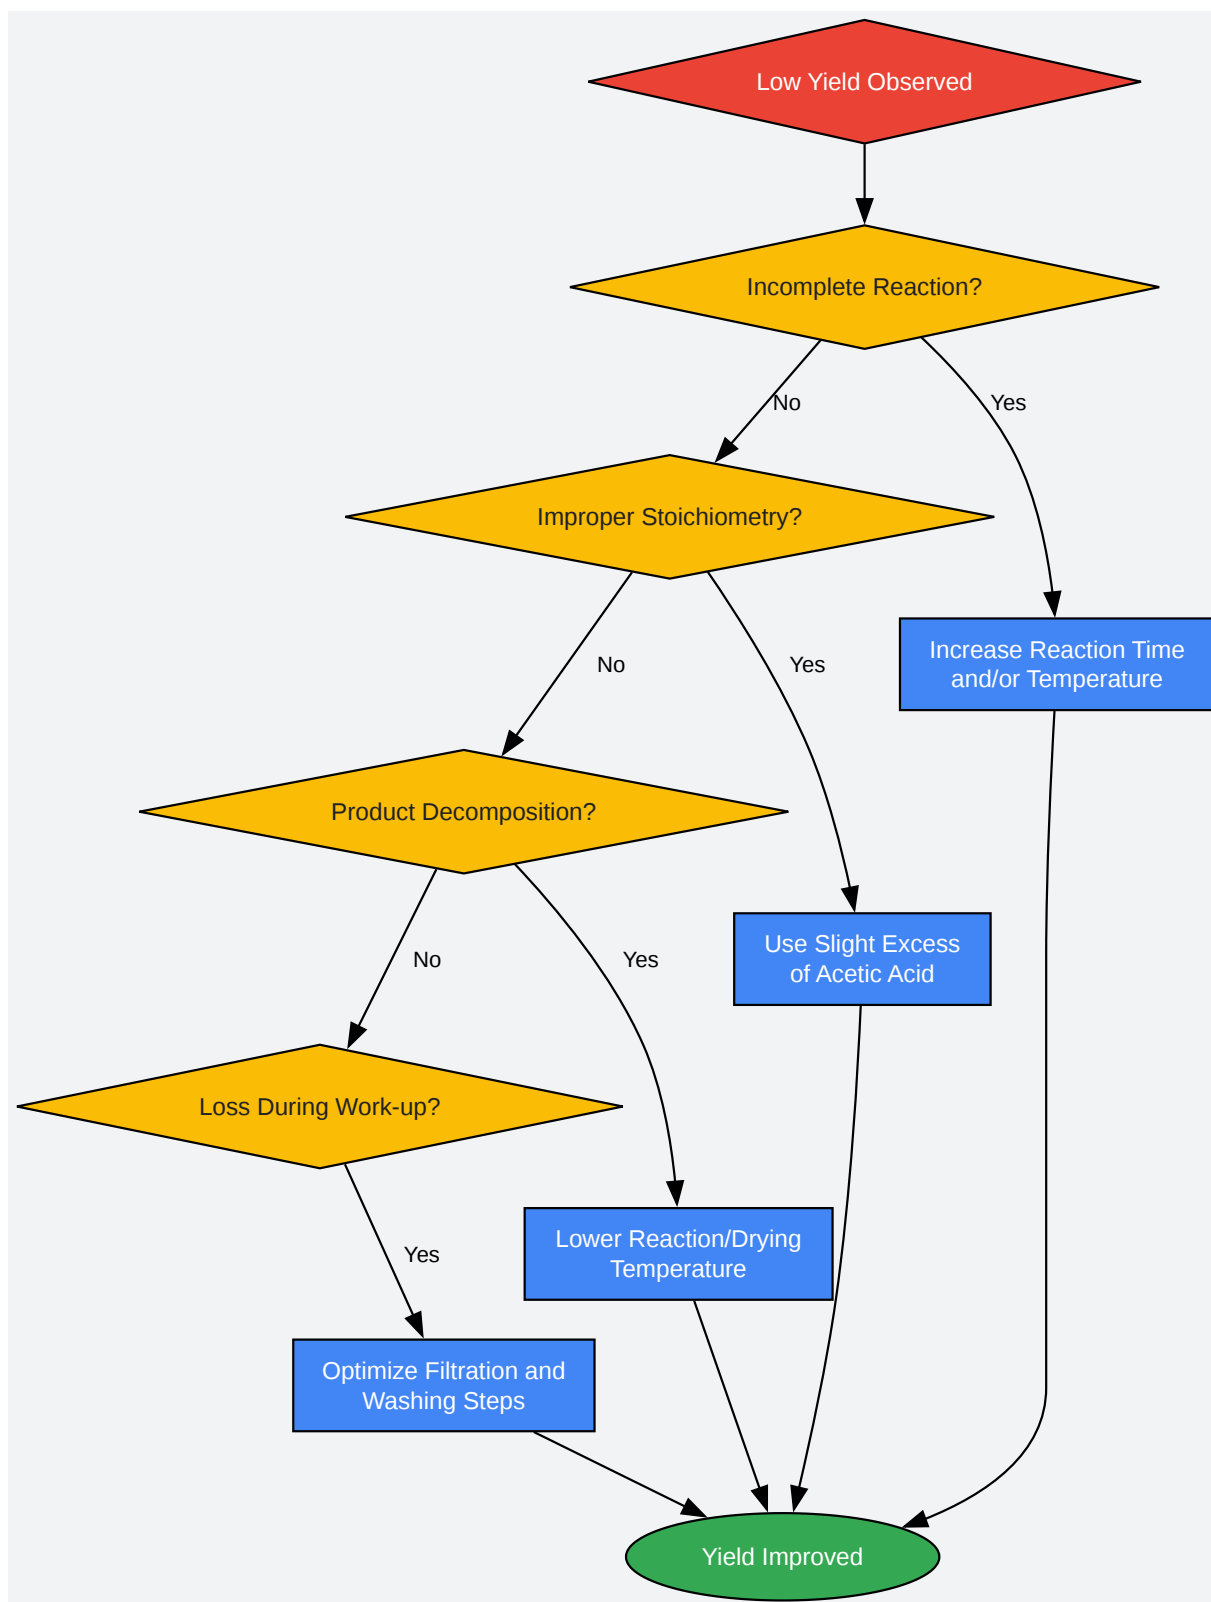 Low Yield Observed
Incomplete Reaction?
No
Yes
Improper Stoichiometry?
Increase Reaction Time
and/or Temperature
No
Yes
Product Decomposition?
Use Slight Excess
of Acetic Acid
No
Yes
Loss During Work-up?
Lower Reaction/Drying
Temperature
Yes
Optimize Filtration and
Washing Steps
Yield Improved